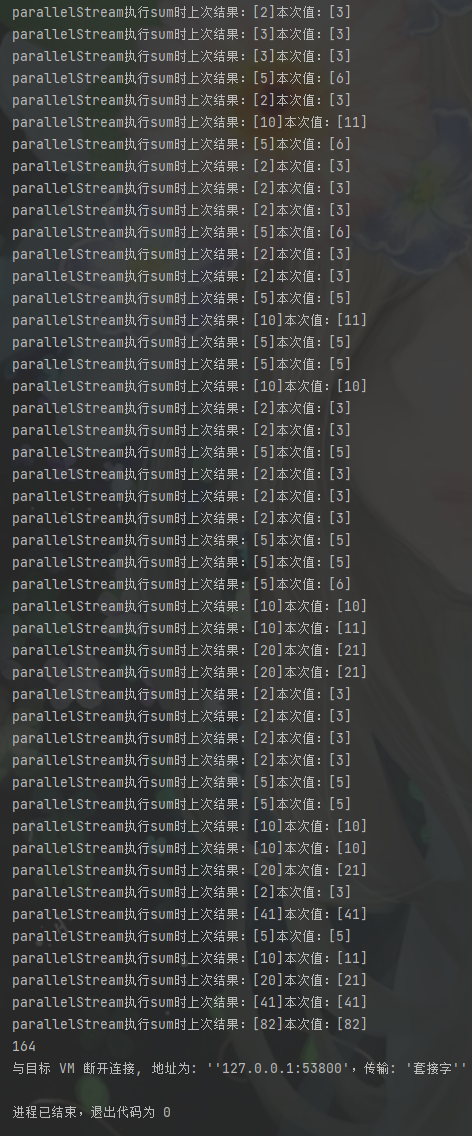 parallelStream执行sum时上次结果：[2]本次值：[3]
parallelStream执行sum时上次结果：[3]本次值：[3]
parallelStream执行sum时上次结果：[3]本次值：[3]
parallelStream执行sum时上次结果：[5]本次值：[6]
parallelStream执行sum时上次结果：[2]本次值：[3]
parallelStream执行sum时上次结果：[10]本次值：[11]
parallelStream执行sum时上次结果：[5]本次值：[6]
parallelStream执行sum时上次结果：[2]本次值：[3]
parallelStream执行sum时上次结果：[2]本次值：[3]
parallelStream执行sum时上次结果：[2]本次值：[3]
parallelStream执行sum时上次结果：[5]本次值：[6]
parallelStream执行sum时上次结果：[2]本次值：[3]
parallelStream执行sum时上次结果：[2]本次值：[3]
parallelStream执行sum时上次结果：[5]本次值：[5]
parallelStream执行sum时上次结果：[10]本次值：[11]
parallelStream执行sum时上次结果：[5]本次值：[5]
parallelStream执行sum时上次结果：[5]本次值：[5]
parallelStream执行sum时上次结果：[10]本次值：[10]
parallelStream执行sum时上次结果：[2]本次值：[3]
parallelStream执行sum时上次结果：[2]本次值：[3]
parallelStream执行sum时上次结果：[5]本次值：[5]
parallelStream执行sum时上次结果：[2]本次值：[3]
parallelStream执行sum时上次结果：[2]本次值：[3]
parallelStream执行sum时上次结果：[2]本次值：[3]
parallelStream执行sum时上次结果：[5]本次值：[5]
parallelStream执行sum时上次结果：[5]本次值：[5]
parallelStream执行sum时上次结果：[5]本次值：[6]
parallelStream执行sum时上次结果：[10]本次值：[10]
parallelStream执行sum时上次结果：[10]本次值：[11]
parallelStream执行sum时上次结果：[20]本次值：[21]
parallelStream执行sum时上次结果：[20]本次值：[21]
parallelStream执行sum时上次结果：[2]本次值：[3]
parallelStream执行sum时上次结果：[2]本次值：[3]
parallelStream执行sum时上次结果：[2]本次值：[3]
parallelStream执行sum时上次结果：[2]本次值：[3]
parallelStream执行sum时上次结果：[5]本次值：[5]
parallelStream执行sum时上次结果：[5]本次值：[5]
parallelStream执行sum时上次结果：[10]本次值：[10]
parallelStream执行sum时上次结果：[10]本次值：[10]
parallelStream执行sum时上次结果：[20]本次值：[21]
parallelStream执行sum时上次结果：[2]本次值：[3]
parallelStream执行sum时上次结果：[41]本次值：[41]
parallelStream执行sum时上次结果：[5]本次值：[5]
parallelStream执行sum时上次结果：[10]本次值：[11]
parallelStream执行sum时上次结果：[20]本次值：[21]
parallelStream执行sum时上次结果：[41]本次值：[41]
parallelStream执行sum时上次结果：[82]本次值：[82]
164
与目标 VM 断开连接, 地址为: ''127.0.0.1:53800'，传输: '套接字''
进程已结束，退出代码为 0